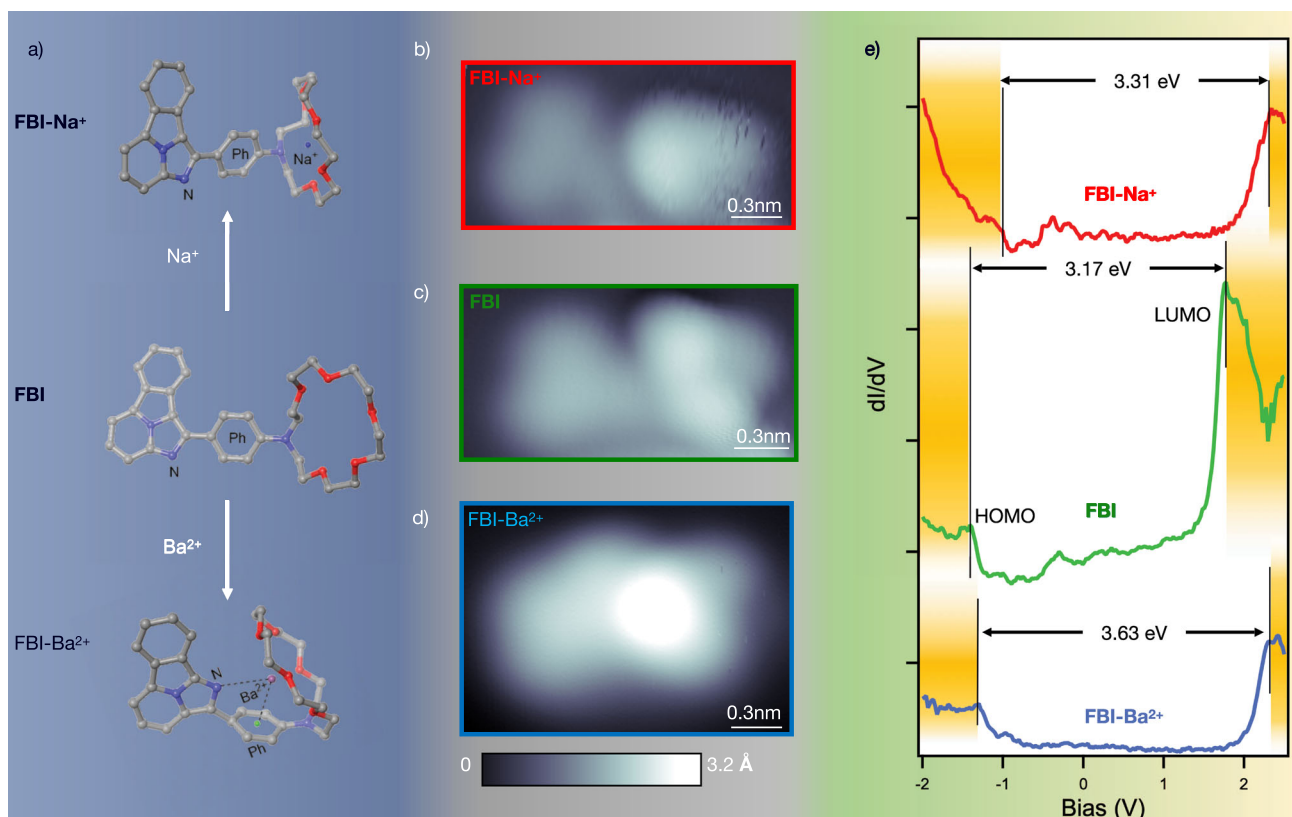 a)
FBI-Na⁺
Ph
Na⁺
N
Na⁺
FBI
Ph
N
Ba²⁺
FBI-Ba²⁺
N
Ba²⁺
Ph
b)
FBI-Na⁺
0.3nm
c)
FBI
0.3nm
d)
FBI-Ba²⁺
0.3nm
0
3.2 Å
e)
3.31 eV
FBI-Na⁺
3.17 eV
LUMO
HOMO
FBI
3.63 eV
FBI-Ba²⁺
dI/dV
-2
-1
0
1
2
Bias (V)